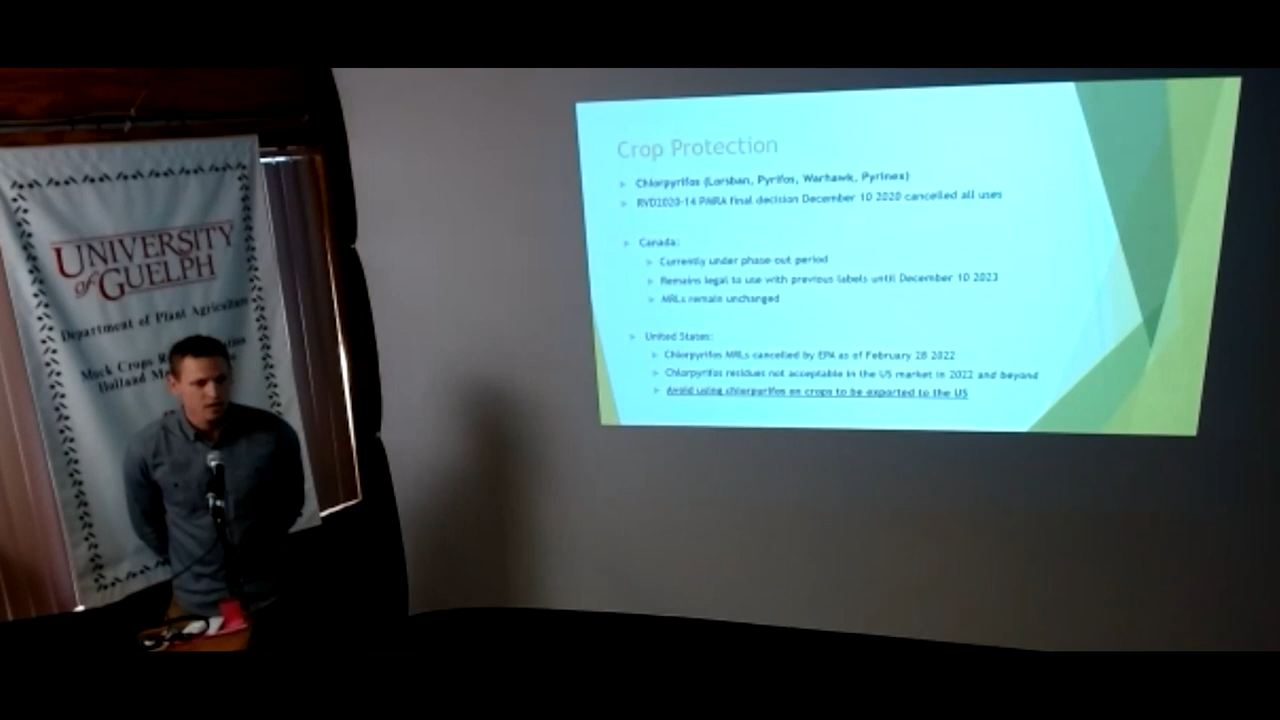 UNIVERSITY
of GUELPH
Department of Plant Agriculture
Muck Crops
Holland
Crop Protection
Chlorpyrifos (Lorsban, Pyrifos, Warhawk, Pyrinex)
RVD2020-14 PMRA final decision December 10 2020 cancelled all uses
Canada:
Currently under phase out period
Remains legal to use with previous labels until December 10 2023
MRLs remain unchanged
United States:
Chlorpyrifos MRLs cancelled by EPA as of February 28 2022
Chlorpyrifos residues not acceptable in the US market in 2022 and beyond
Avoid using chlorpyrifos on crops to be exported to the US